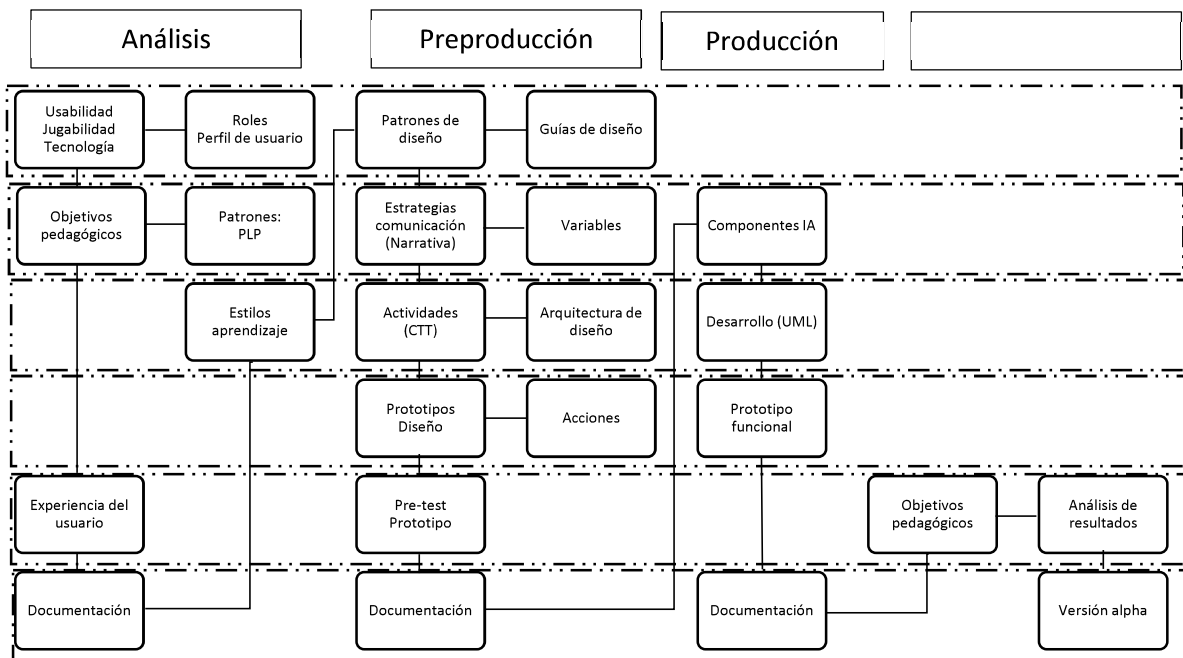 Análisis
Preproducción
Producción
Usabilidad
Jugabilidad
Tecnología
Roles
Perfil de usuario
Patrones de
diseño
Guías de diseño
Objetivos
pedagógicos
Patrones:
PLP
Estrategias
comunicación
(Narrativa)
Variables
Componentes IA
Estilos
aprendizaje
Actividades
(CTT)
Arquitectura de
diseño
Desarrollo (UML)
Prototipos
Diseño
Acciones
Prototipo
funcional
Experiencia del
usuario
Pre-test
Prototipo
Objetivos
pedagógicos
Análisis de
resultados
Documentación
Documentación
Documentación
Versión alpha